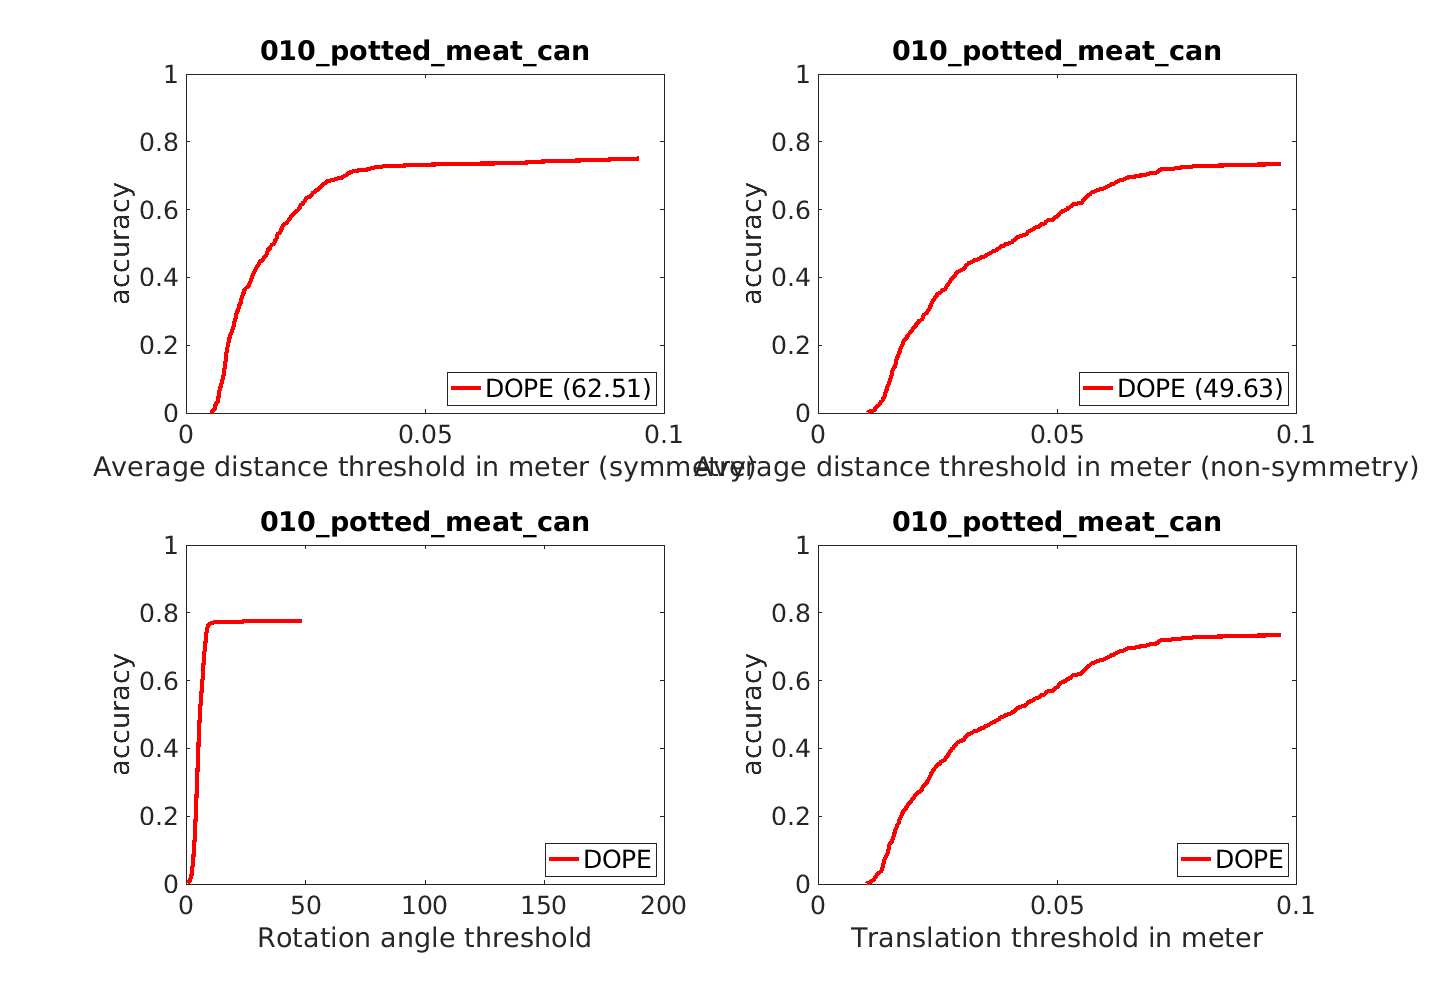 010_potted_meat_can
1
0.8
0.6
0.4
0.2
0
accuracy
DOPE (62.51)
0
0.05
0.1
Average distance threshold in meter (symmetry)
010_potted_meat_can
1
0.8
0.6
0.4
0.2
0
accuracy
DOPE (49.63)
0
0.05
0.1
Average distance threshold in meter (non-symmetry)
010_potted_meat_can
1
0.8
0.6
0.4
0.2
0
accuracy
DOPE
0
50
100
150
200
Rotation angle threshold
010_potted_meat_can
1
0.8
0.6
0.4
0.2
0
accuracy
DOPE
0
0.05
0.1
Translation threshold in meter